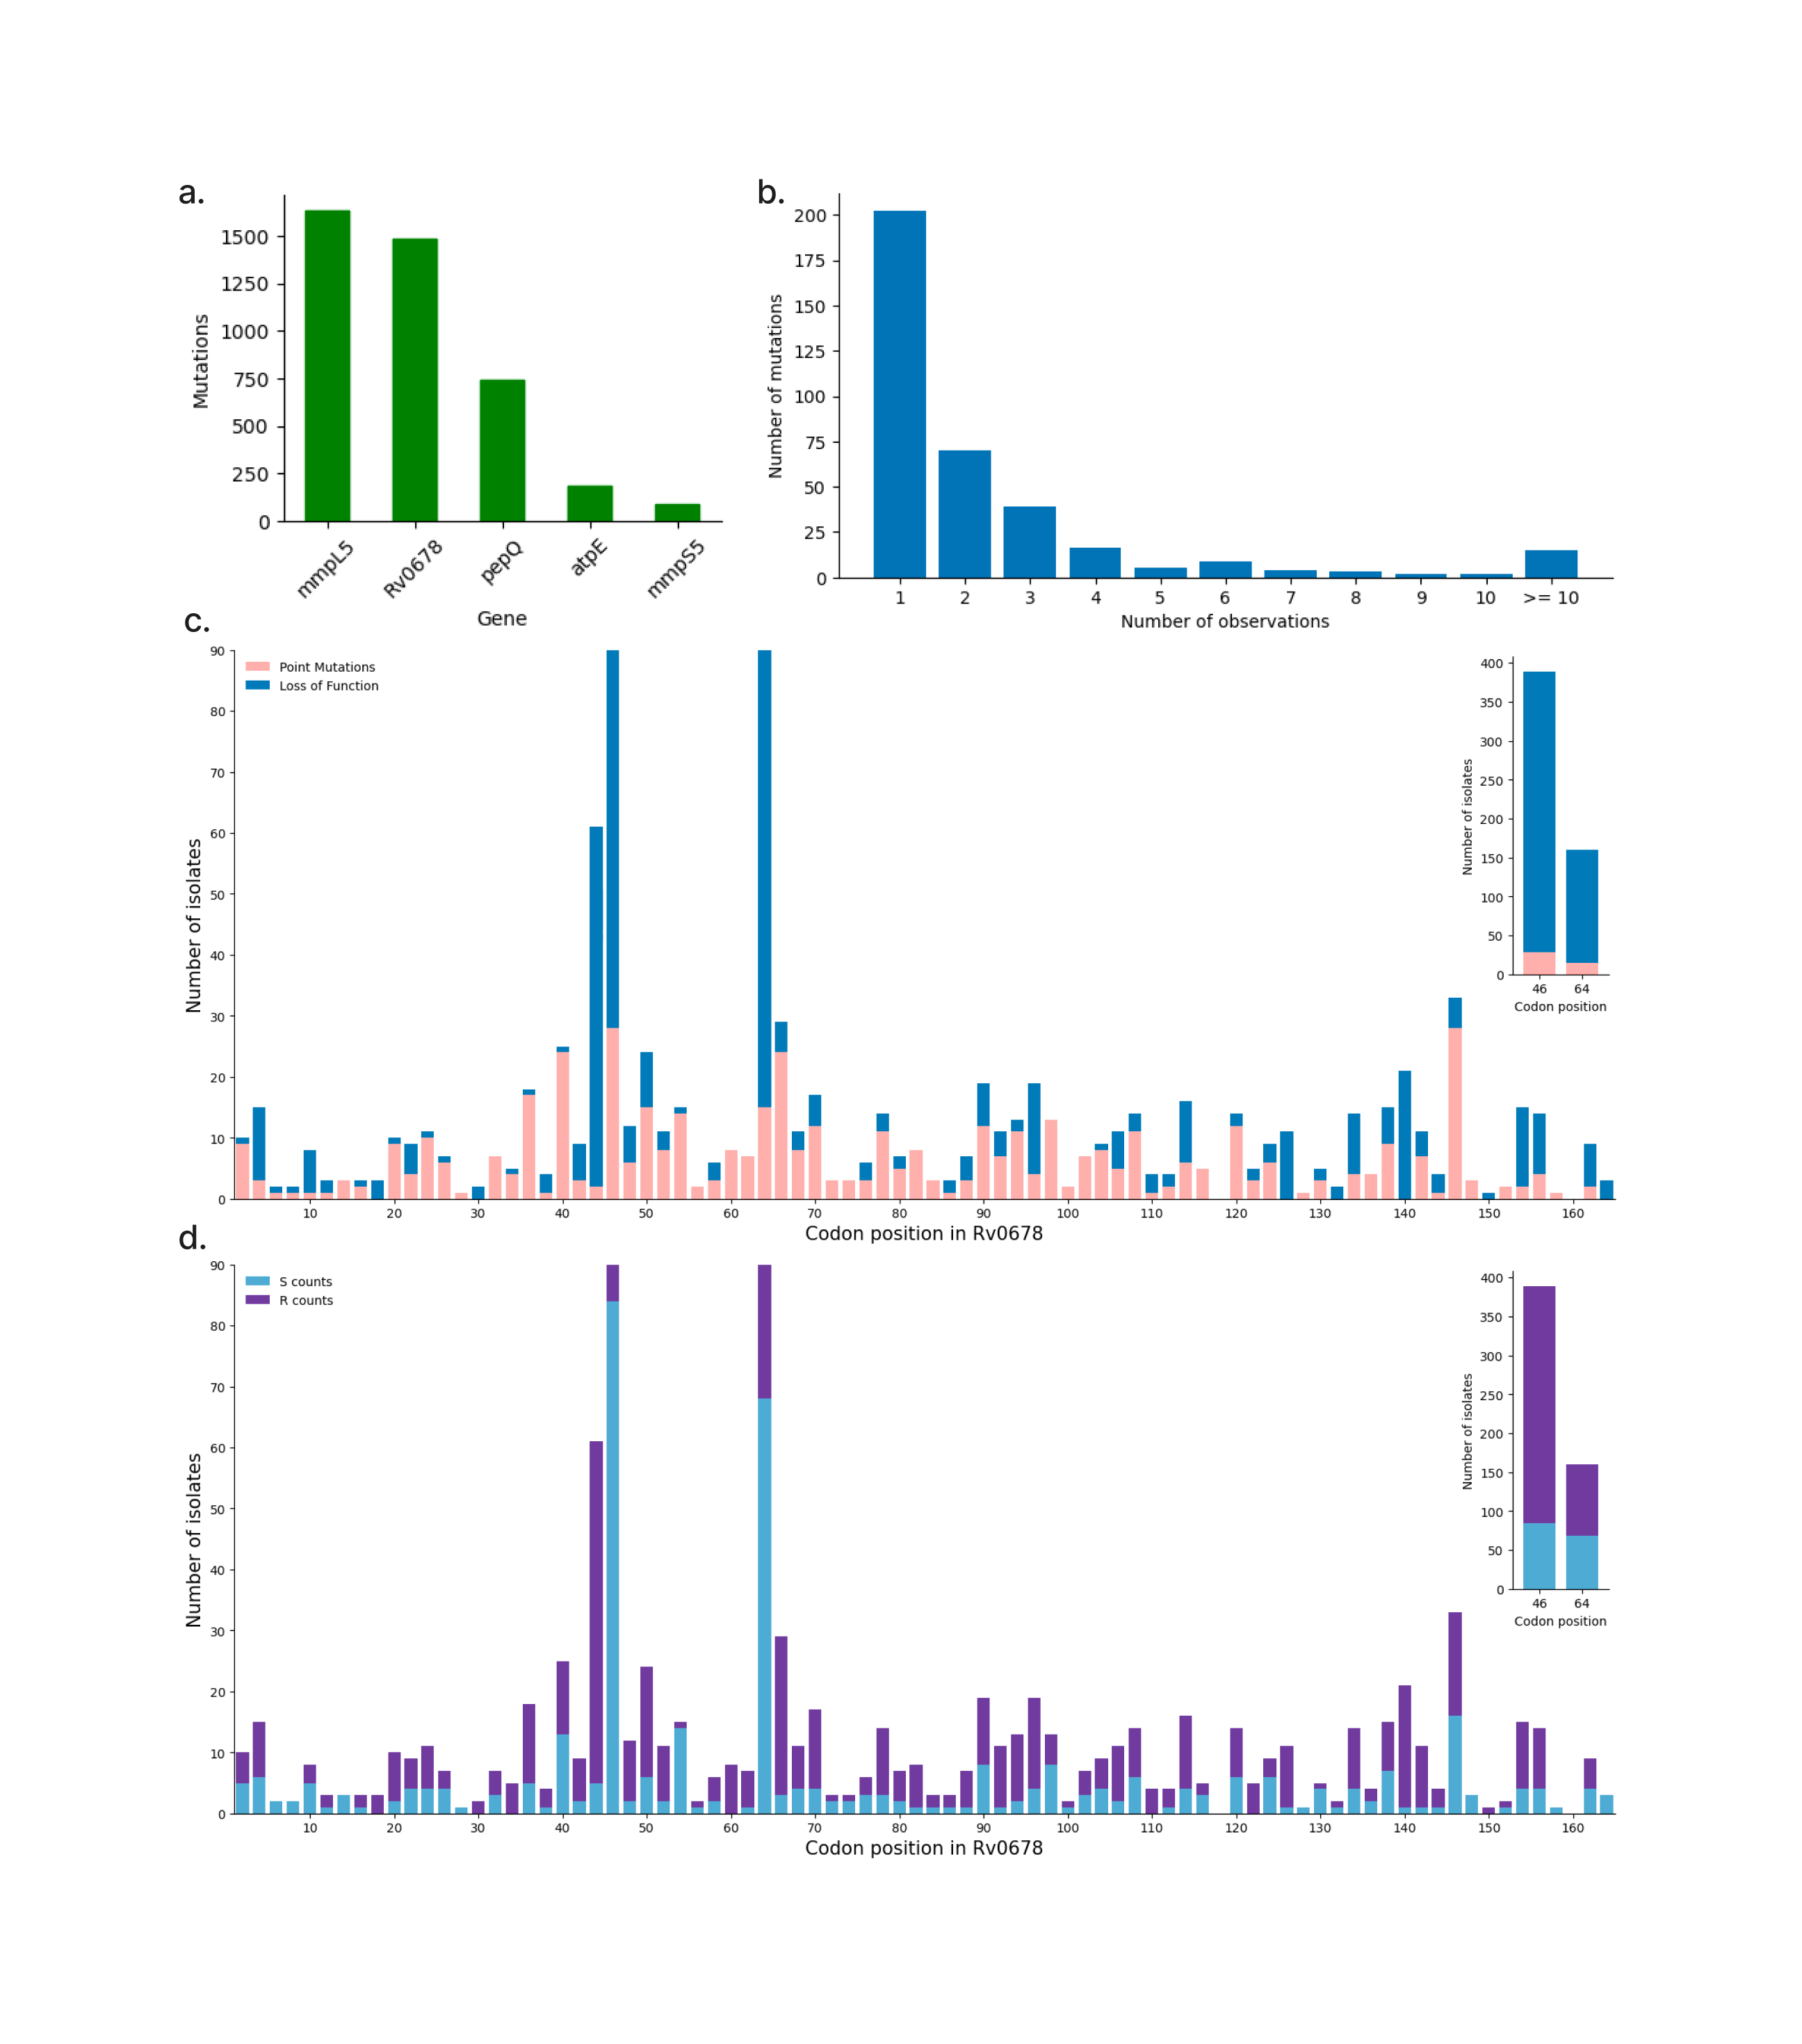 a.
1500
1250
1000
750
500
250
0
Mutations
mmpL5
Rv0678
pepQ
atpE
mmpS5
Gene
b.
200
175
150
125
100
75
50
25
0
Number of mutations
1 2 3 4 5 6 7 8 9 10 >= 10
Number of observations
c.
90
80
70
60
50
40
30
20
10
0
Number of isolates
Point Mutations
Loss of Function
10 20 30 40 50 60 70 80 90 100 110 120 130 140 150 160
Codon position in Rv0678
400
350
300
250
200
150
100
50
0
Number of isolates
46 64
Codon position
d.
90
80
70
60
50
40
30
20
10
0
Number of isolates
S counts
R counts
10 20 30 40 50 60 70 80 90 100 110 120 130 140 150 160
Codon position in Rv0678
400
350
300
250
200
150
100
50
0
Number of isolates
46 64
Codon position